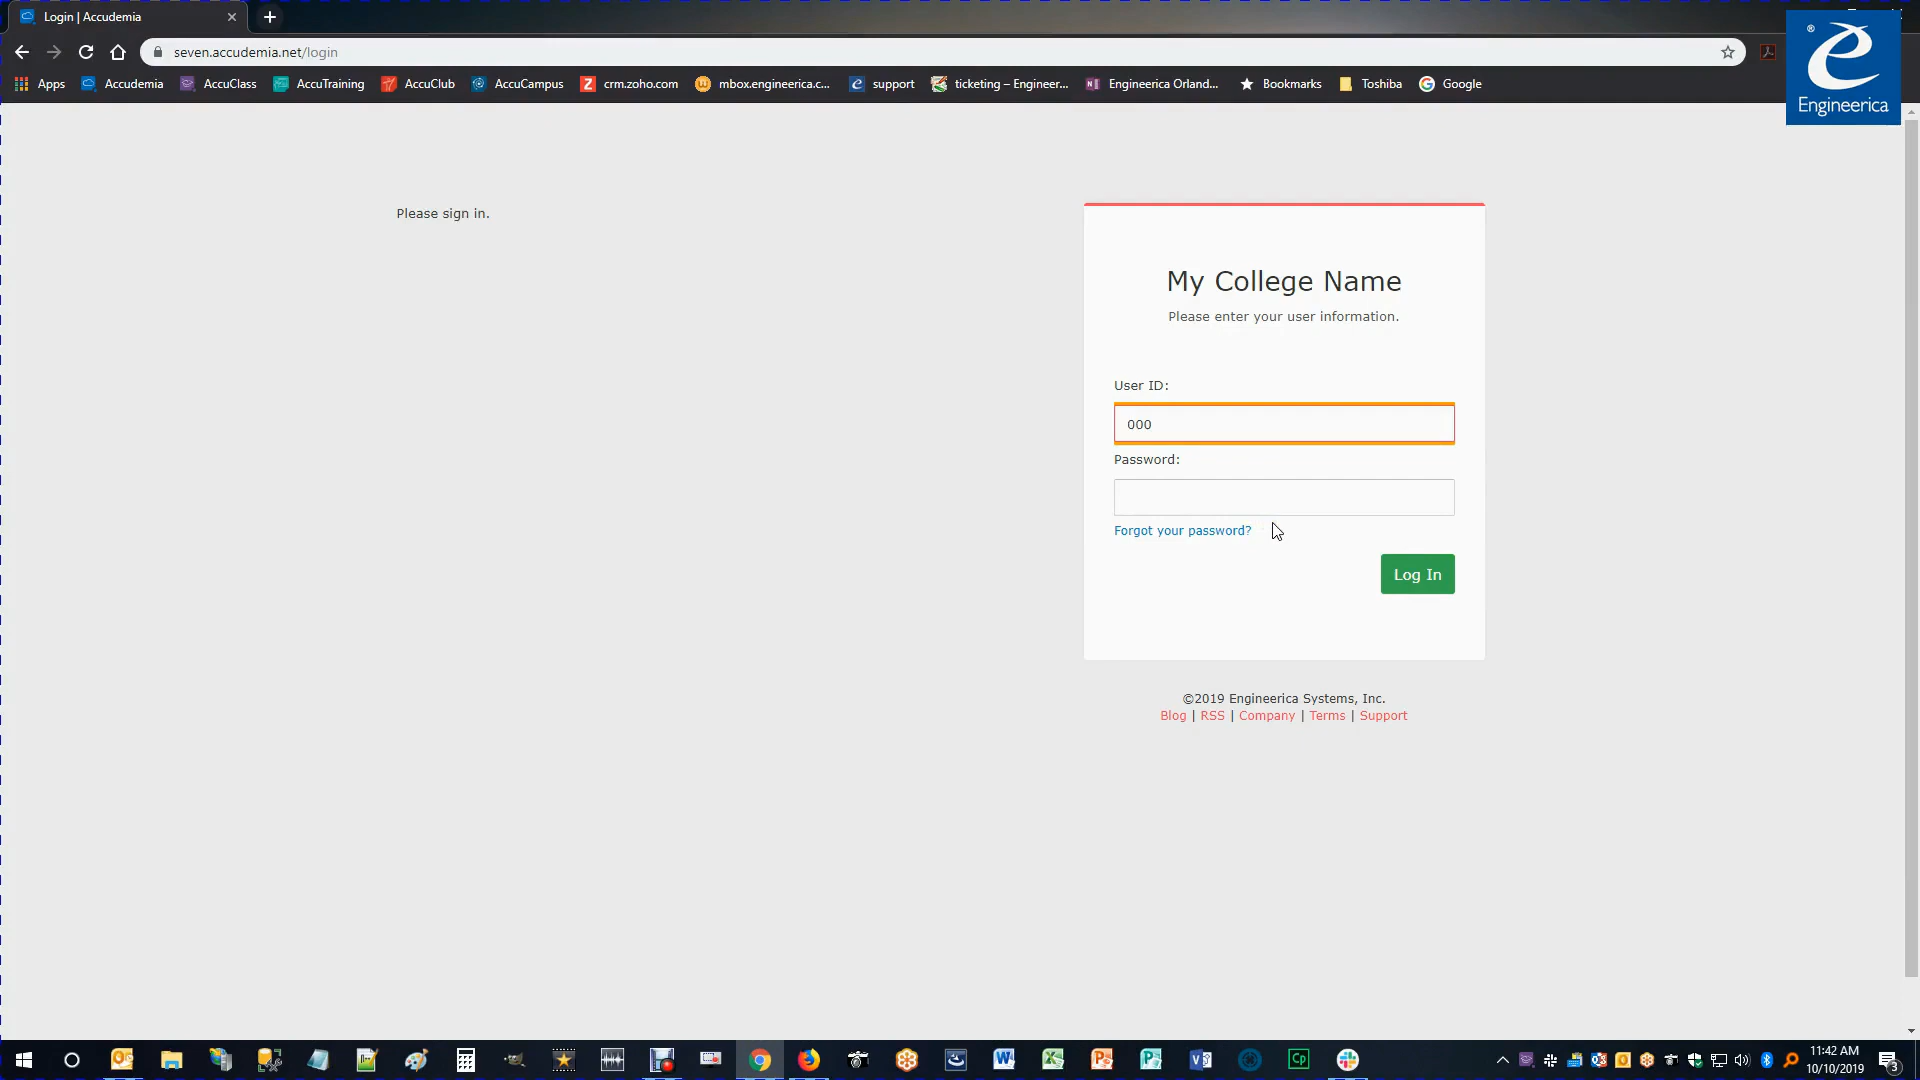 Login | Accudemia
seven.accudemia.net/login
Apps Accudemia AccuClass AccuTraining AccuClub AccuCampus crm.zoho.com mbox.engineerica.c... support ticketing – Engineer... Engineerica Orland... Bookmarks Toshiba Google
® Engineerica
Please sign in.
My College Name
Please enter your user information.
User ID:
000
Password:
Forgot your password?
Log In
©2019 Engineerica Systems, Inc.
Blog | RSS | Company | Terms | Support
11:42 AM
10/10/2019
3